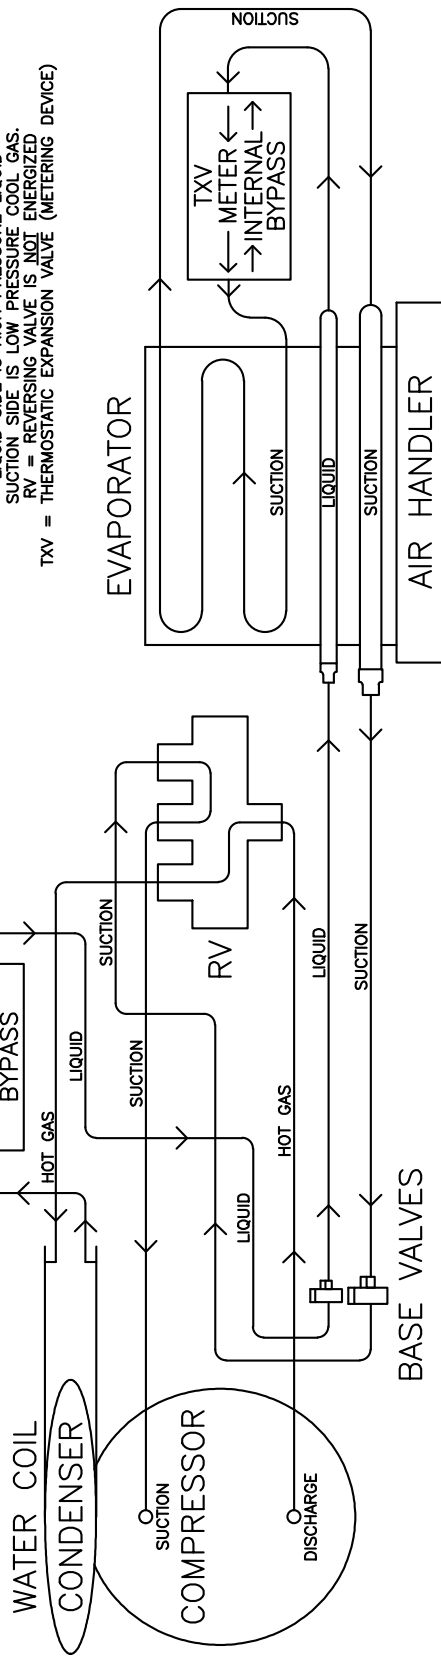 SUCTION SIDE IS LOW PRESSURE COOL GAS.
RV = REVERSING VALVE IS NOT ENERGIZED
TXV = THERMOSTATIC EXPANSION VALVE (METERING DEVICE)
WATER COIL
CONDENSER
HOT GAS
BYPASS
LIQUID
SUCTION
SUCTION
SUCTION
COMPRESSOR
DISCHARGE
LIQUID
HOT GAS
RV
LIQUID
SUCTION
BASE VALVES
EVAPORATOR
SUCTION
LIQUID
SUCTION
AIR HANDLER
TXV
METER
INTERNAL
BYPASS
SUCTION